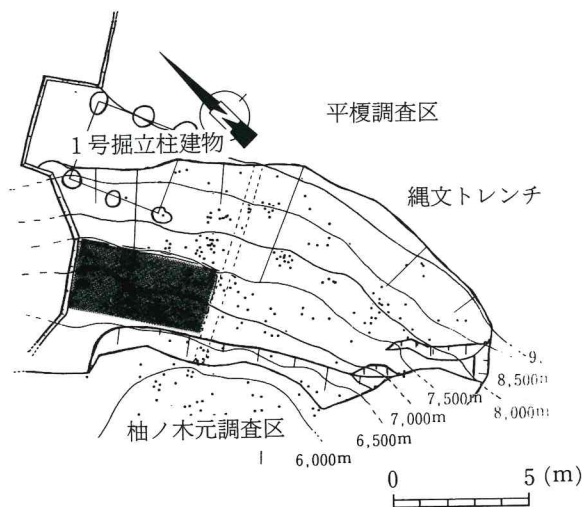 平榎調査区
1号掘立柱建物
縄文トレンチ
9.
8,500m
8,000m
7,500m
7,000m
6,500m
6,000m
柚ノ木元調査区
0 5 (m)